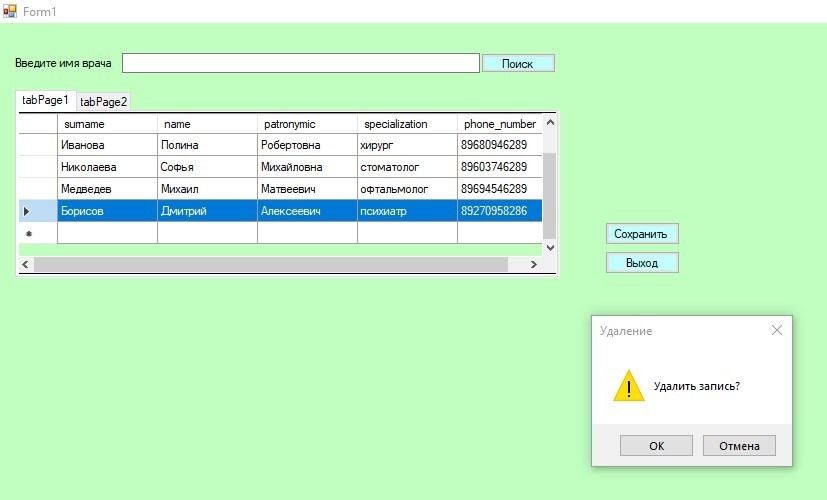 Form1
Введите имя врача Поиск
tabPage1 tabPage2
surname name patronymic specialization phone_number
Иванова Полина Робертовна хирург 89680946289
Николаева Софья Михайловна стоматолог 89603746289
Медведев Михаил Матвеевич офтальмолог 89694546289
Борисов Дмитрий Алексеевич психиатр 89270958286
Сохранить
Выход
Удаление
Удалить запись?
OK Отмена